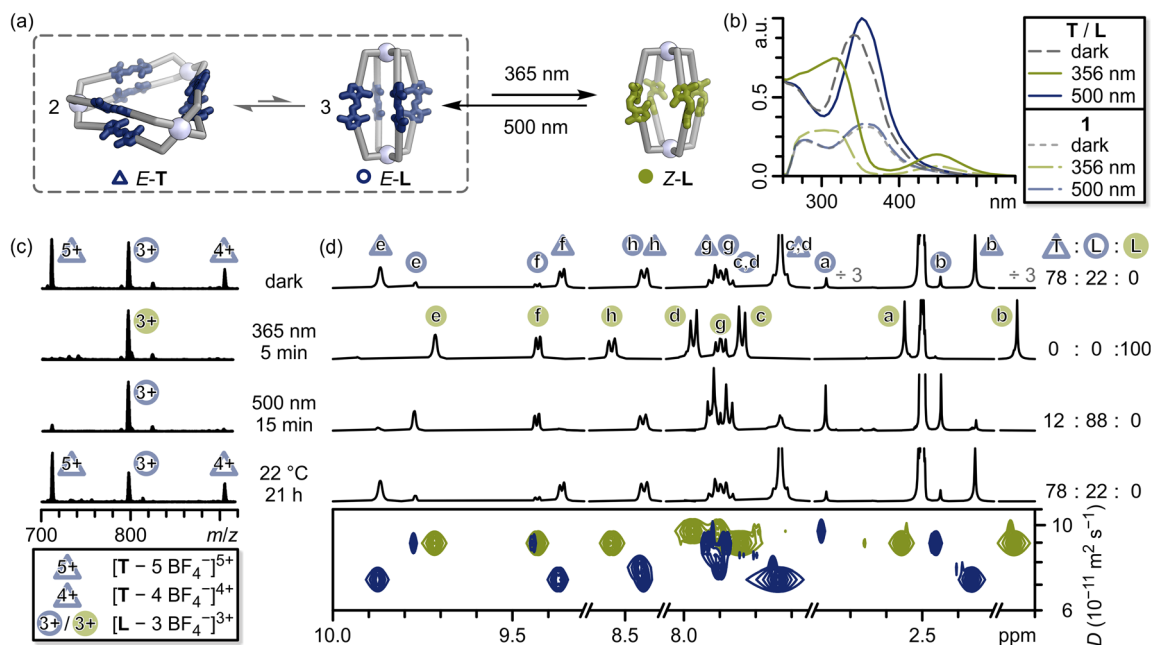 (a)
2
3
365 nm
500 nm
E-T
E-L
Z-L
(b)
a.u.
0.5
0.0
300
400
nm
T / L
dark
356 nm
500 nm
1
dark
356 nm
500 nm
(c)
5+
3+
4+
3+
3+
5+
3+
4+
700
800
m/z
dark
365 nm
5 min
500 nm
15 min
22 °C
21 h
5+ [T − 5 BF₄⁻]⁵⁺
4+ [T − 4 BF₄⁻]⁴⁺
3+ / 3+ [L − 3 BF₄⁻]³⁺
(d)
e e f f h h g g c,d c,d a ÷ 3 b b ÷ 3
e f h d g c a b
T : L : L
78 : 22 : 0
0 : 0 :100
12 : 88 : 0
78 : 22 : 0
10
6
D (10⁻¹¹ m² s⁻¹)
10.0
9.5
8.5
8.0
2.5
ppm